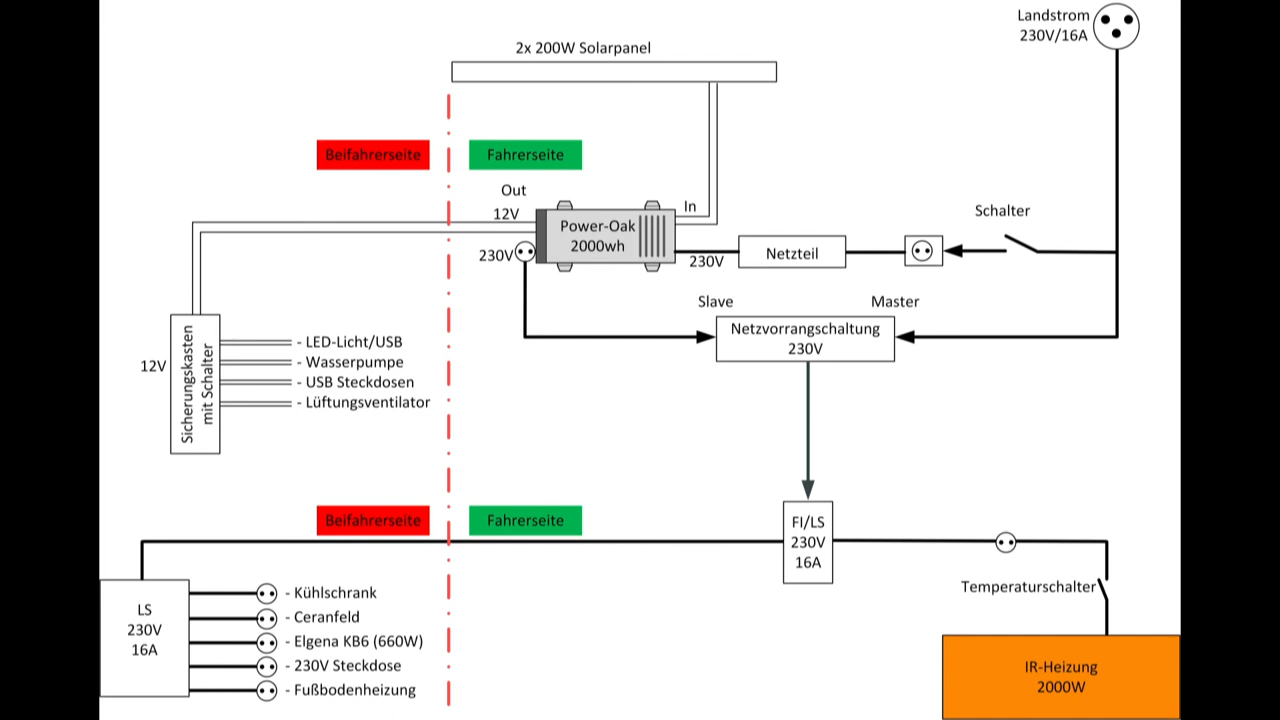 Landstrom
230V/16A
2x 200W Solarpanel
Beifahrerseite
Fahrerseite
Out
12V
In
Power-Oak
2000wh
230V
230V
Netzteil
Schalter
Slave
Master
Netzvorrangschaltung
230V
12V
Sicherungskasten
mit Schalter
- LED-Licht/USB
- Wasserpumpe
- USB Steckdosen
- Lüftungsventilator
Beifahrerseite
Fahrerseite
FI/LS
230V
16A
Temperaturschalter
LS
230V
16A
- Kühlschrank
- Ceranfeld
- Elgena KB6 (660W)
- 230V Steckdose
- Fußbodenheizung
IR-Heizung
2000W